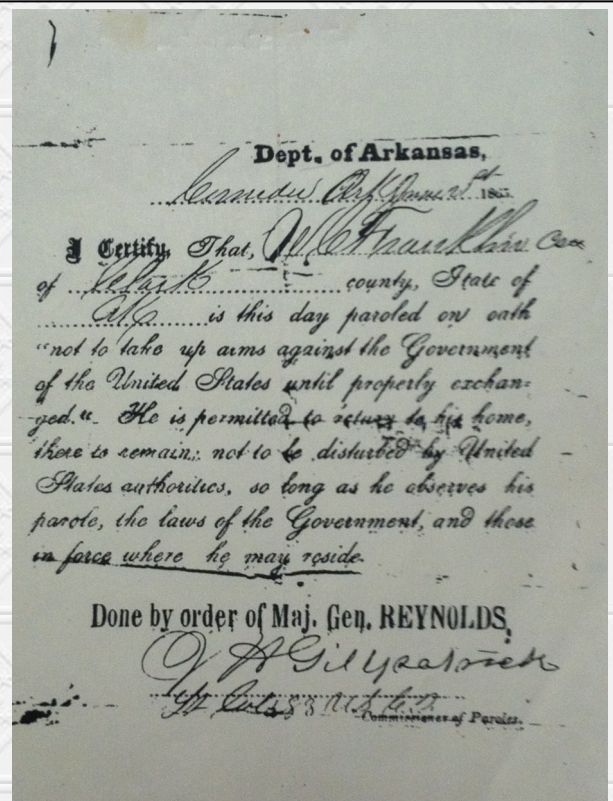 Dept. of Arkansas,
Camden Ark June 1865.
I Certify, That, W C Franklin
of Clark county, State of
Ark is this day paroled on oath
"not to take up arms against the Government
of the United States until properly exchan=
ged." He is permitted to return to his home,
there to remain; not to be disturbed by United
States authorities, so long as he observes his
parole, the laws of the Government, and those
in force where he may reside.
Done by order of Maj. Gen. REYNOLDS,
Gilpatrick
Lt Col 83 U S C
Commissioner of Paroles.